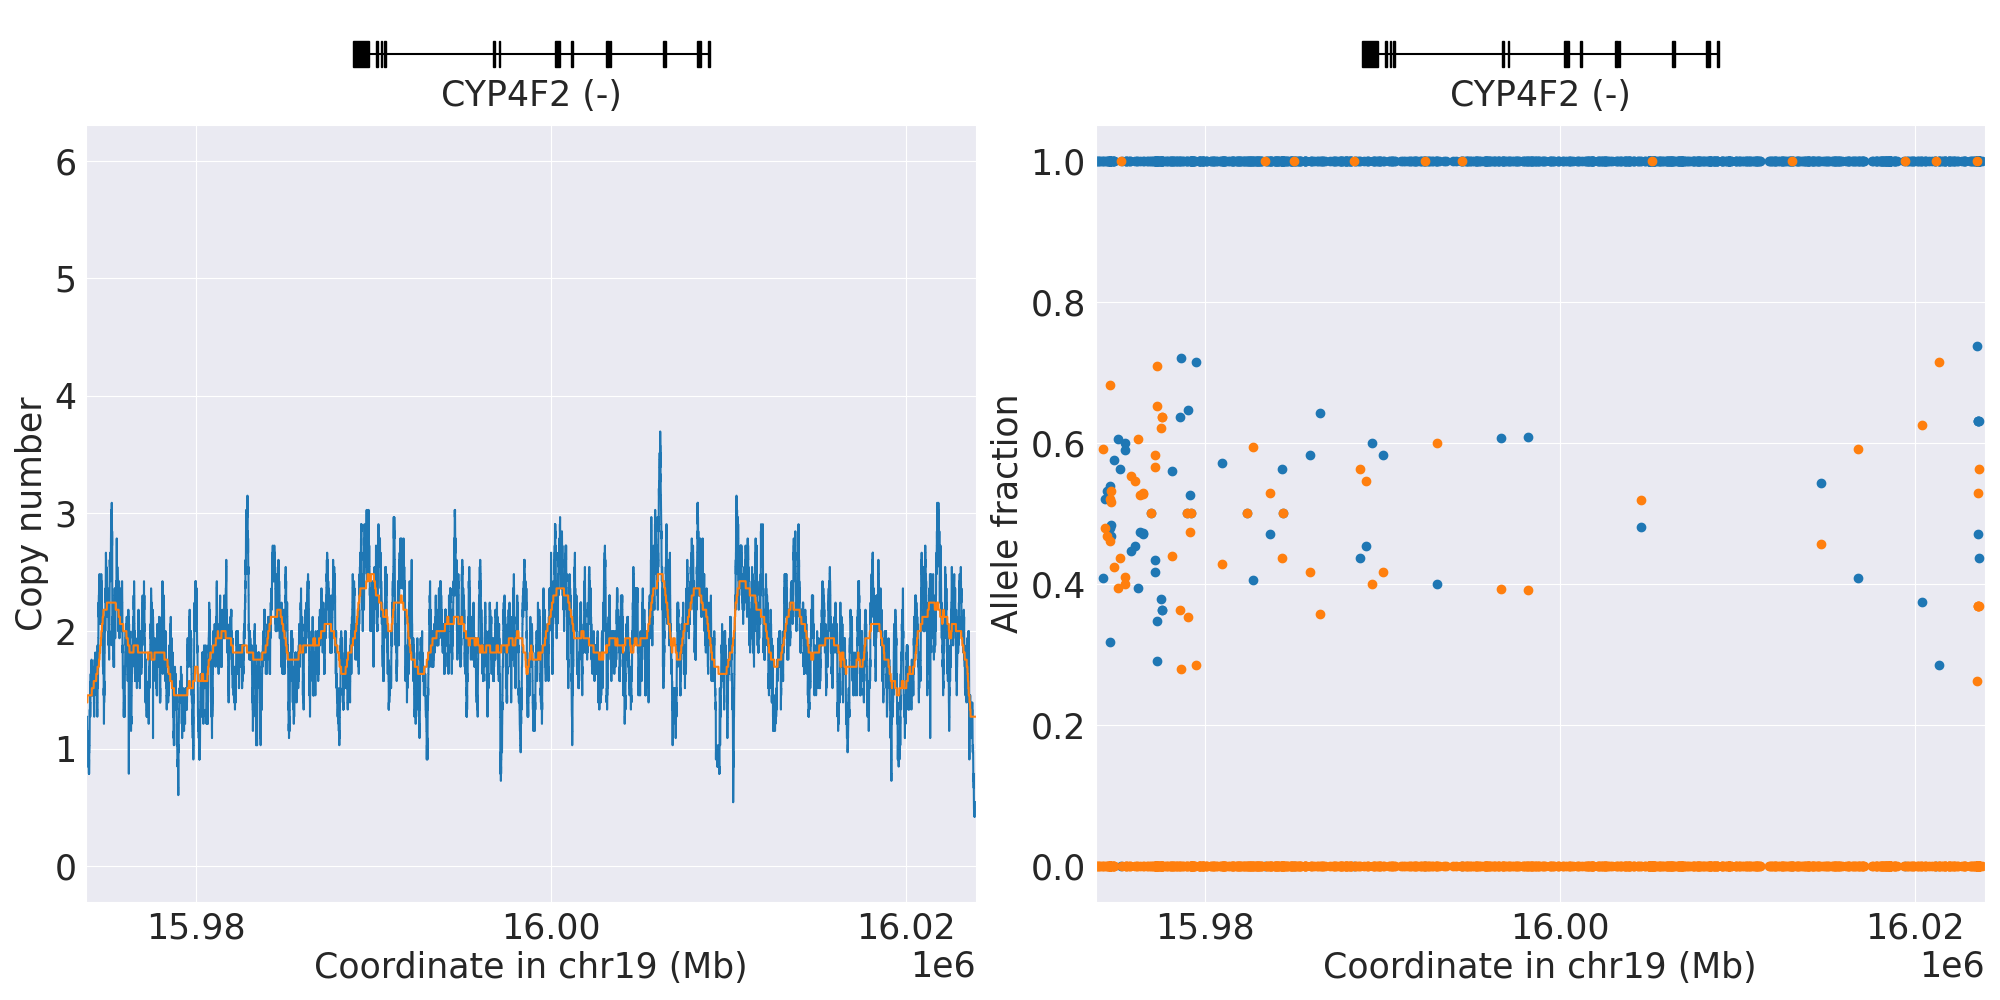 CYP4F2 (-)
6
5
4
3
2
1
0
Copy number
15.98
16.00
16.02
Coordinate in chr19 (Mb)
1e6
CYP4F2 (-)
1.0
0.8
0.6
0.4
0.2
0.0
Allele fraction
15.98
16.00
16.02
Coordinate in chr19 (Mb)
1e6